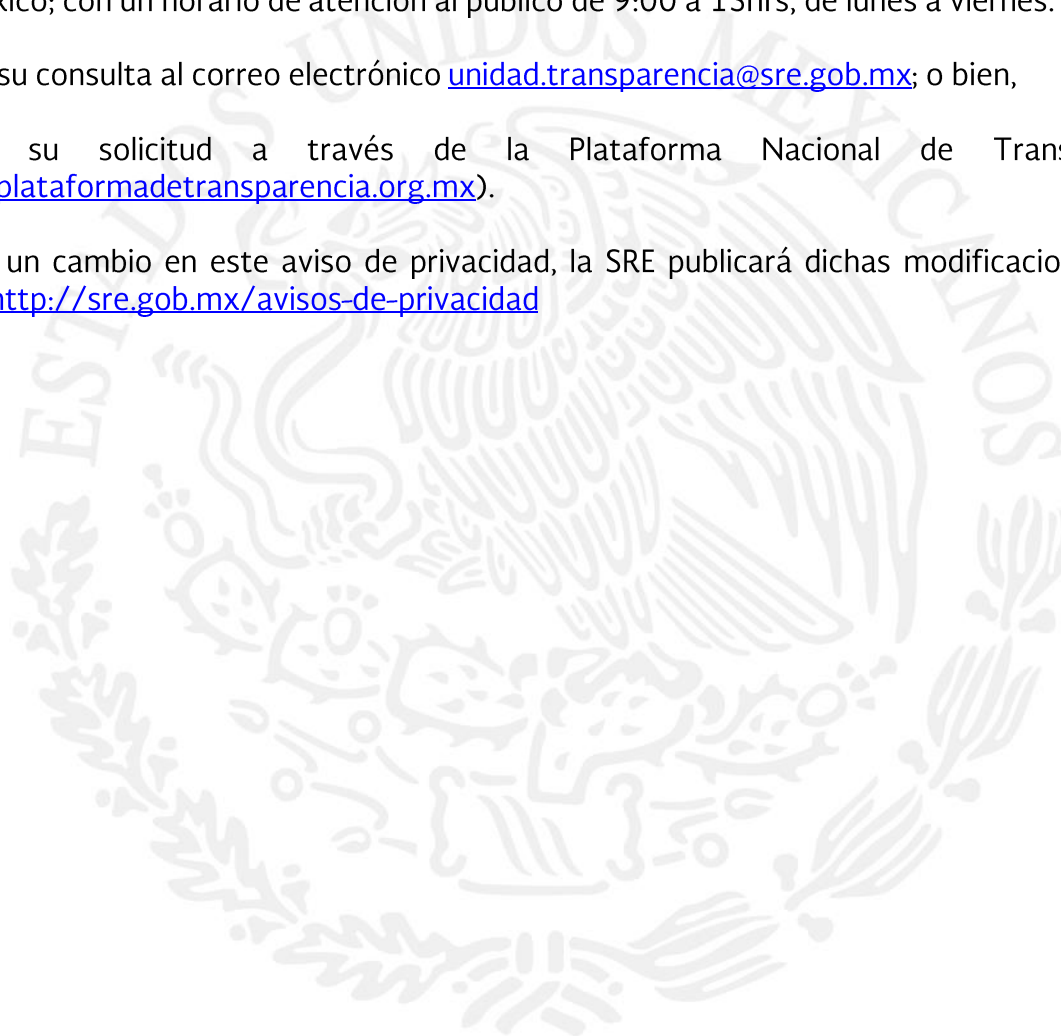 xico; con un horario de atención al público de 9:00 a 15hrs, de lunes a viernes.
su consulta al correo electrónico unidad.transparencia@sre.gob.mx; o bien,
su solicitud a través de la Plataforma Nacional de Trans
plataformadetransparencia.org.mx).
un cambio en este aviso de privacidad, la SRE publicará dichas modificacio
http://sre.gob.mx/avisos-de-privacidad
ESTADOS UNIDOS MEXICANOS